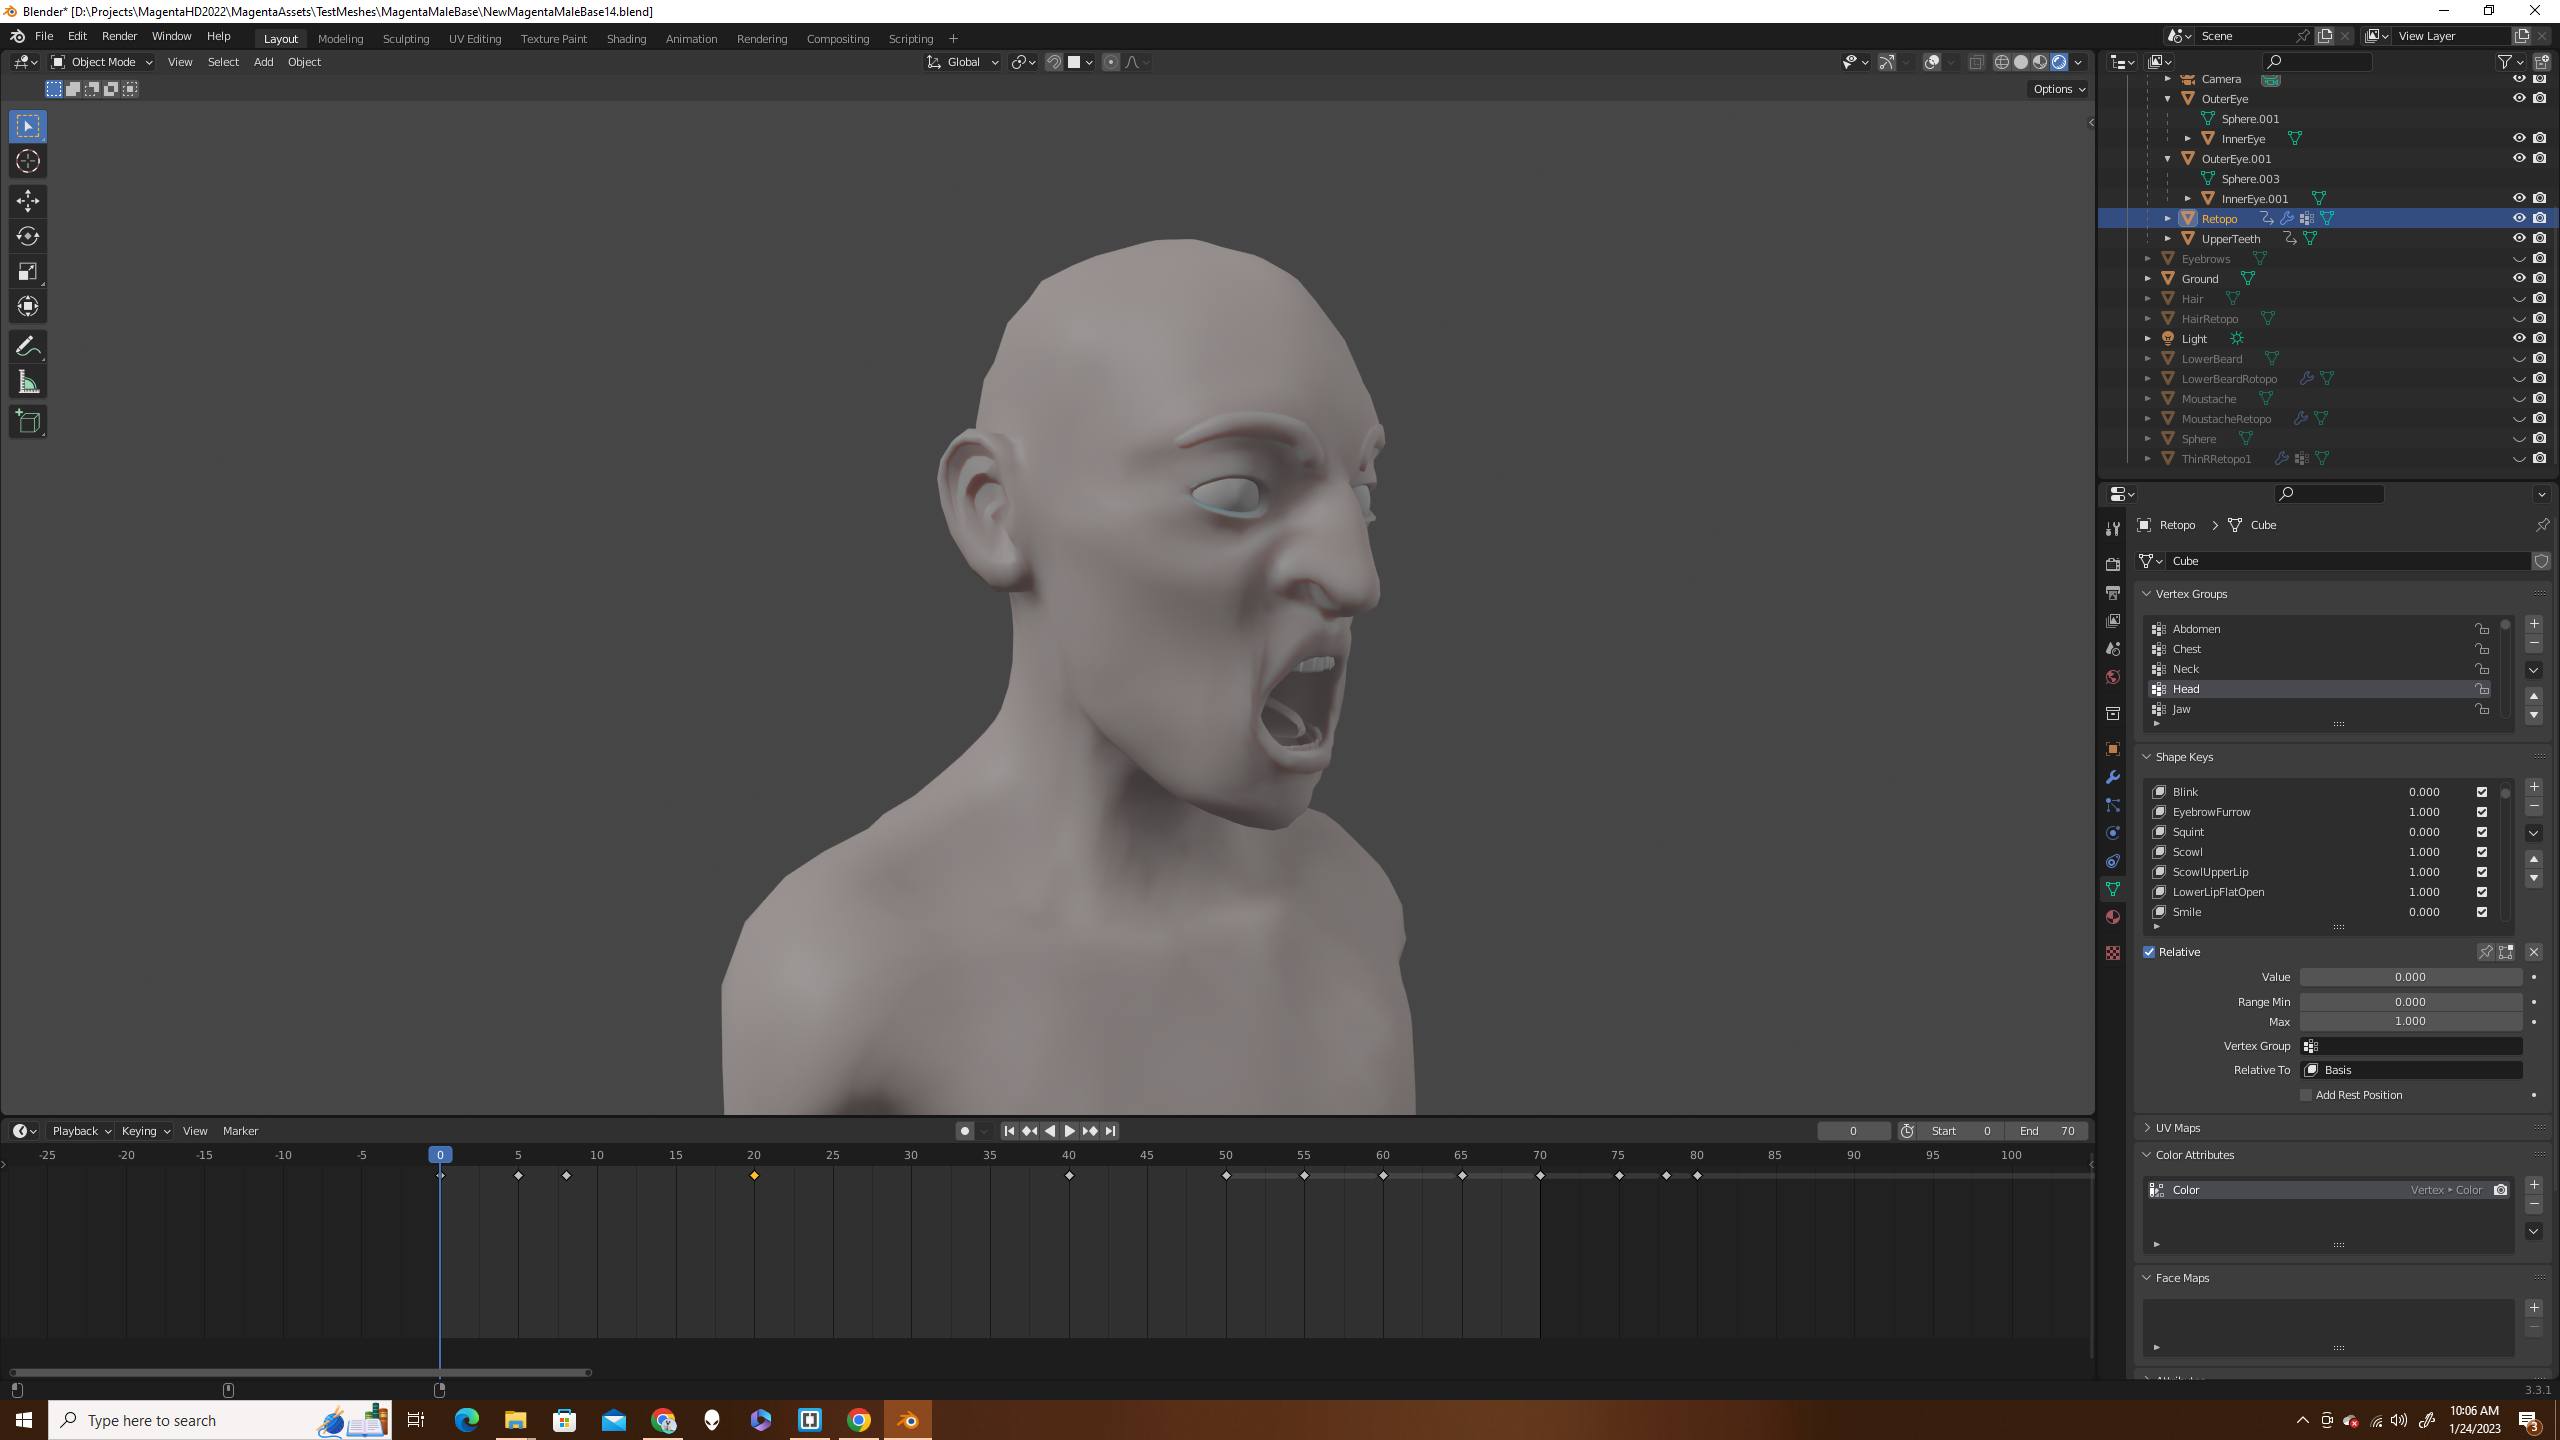 Blender* [D:\Projects\MagentaHD2022\MagentaAssets\TestMeshes\MagentaMaleBase\NewMagentaMaleBase14.blend]
File Edit Render Window Help Layout Modeling Sculpting UV Editing Texture Paint Shading Animation Rendering Compositing Scripting + Scene View Layer
Object Mode View Select Add Object Global
Options
Camera
OuterEye
Sphere.001
InnerEye
OuterEye.001
Sphere.003
InnerEye.001
Retopo
UpperTeeth
Eyebrows
Ground
Hair
HairRetopo
Light
LowerBeard
LowerBeardRotopo
Moustache
MoustacheRetopo
Sphere
ThinRRetopo1
Retopo > Cube
Cube
Vertex Groups
Abdomen
Chest
Neck
Head
Jaw
Shape Keys
Blink 0.000
EyebrowFurrow 1.000
Squint 0.000
Scowl 1.000
ScowlUpperLip 1.000
LowerLipFlatOpen 1.000
Smile 0.000
Relative
Value 0.000
Range Min 0.000
Max 1.000
Vertex Group
Relative To Basis
Add Rest Position
UV Maps
Color Attributes
Color Vertex ▸ Color
Face Maps
Playback Keying View Marker 0 Start 0 End 70
-25 -20 -15 -10 -5 0 5 10 15 20 25 30 35 40 45 50 55 60 65 70 75 80 85 90 95 100
3.3.1
Type here to search
10:06 AM
1/24/2023
3